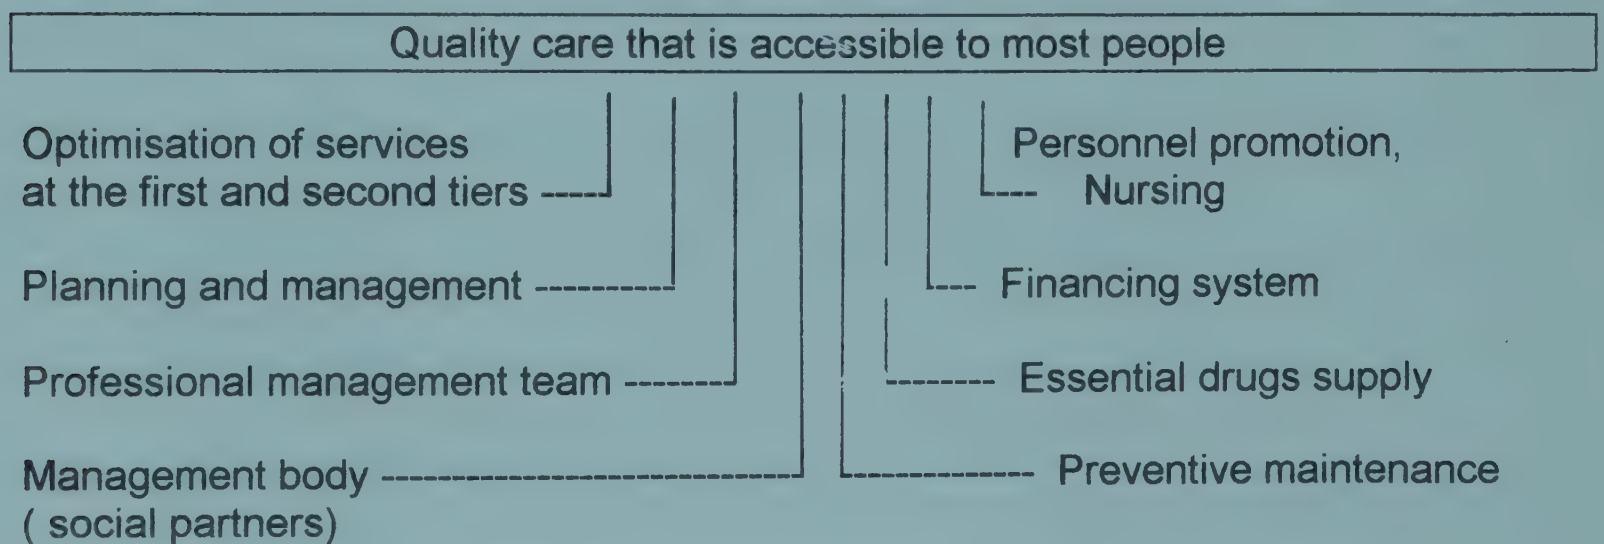 Quality care that is accessible to most people
Optimisation of services
at the first and second tiers
Planning and management
Professional management team
Management body
( social partners)
Personnel promotion,
Nursing
Financing system
Essential drugs supply
Preventive maintenance